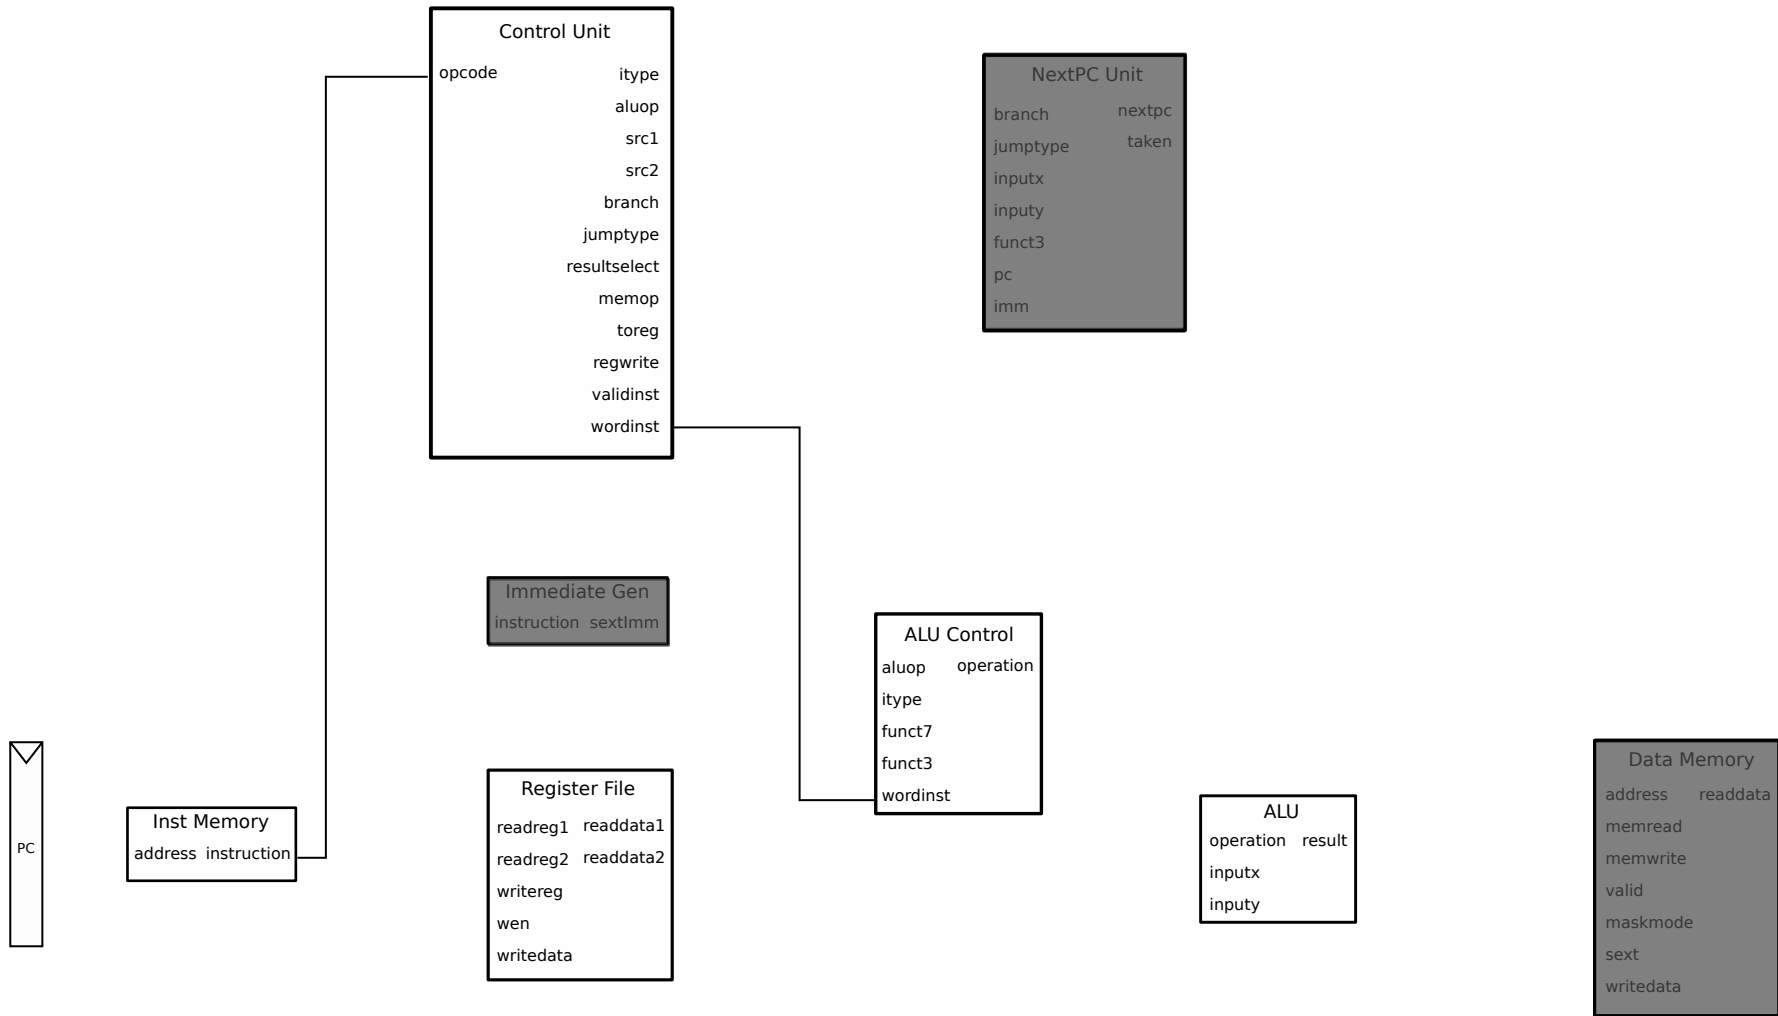 Control Unit
opcode
itype
aluop
src1
src2
branch
jumptype
resultselect
memop
toreg
regwrite
validinst
wordinst
NextPC Unit
branch nextpc
jumptype taken
inputx
inputy
funct3
pc
imm
Immediate Gen
instruction sextImm
ALU Control
aluop operation
itype
funct7
funct3
wordinst
PC
Inst Memory
address instruction
Register File
readreg1 readdata1
readreg2 readdata2
writereg
wen
writedata
ALU
operation result
inputx
inputy
Data Memory
address readdata
memread
memwrite
valid
maskmode
sext
writedata